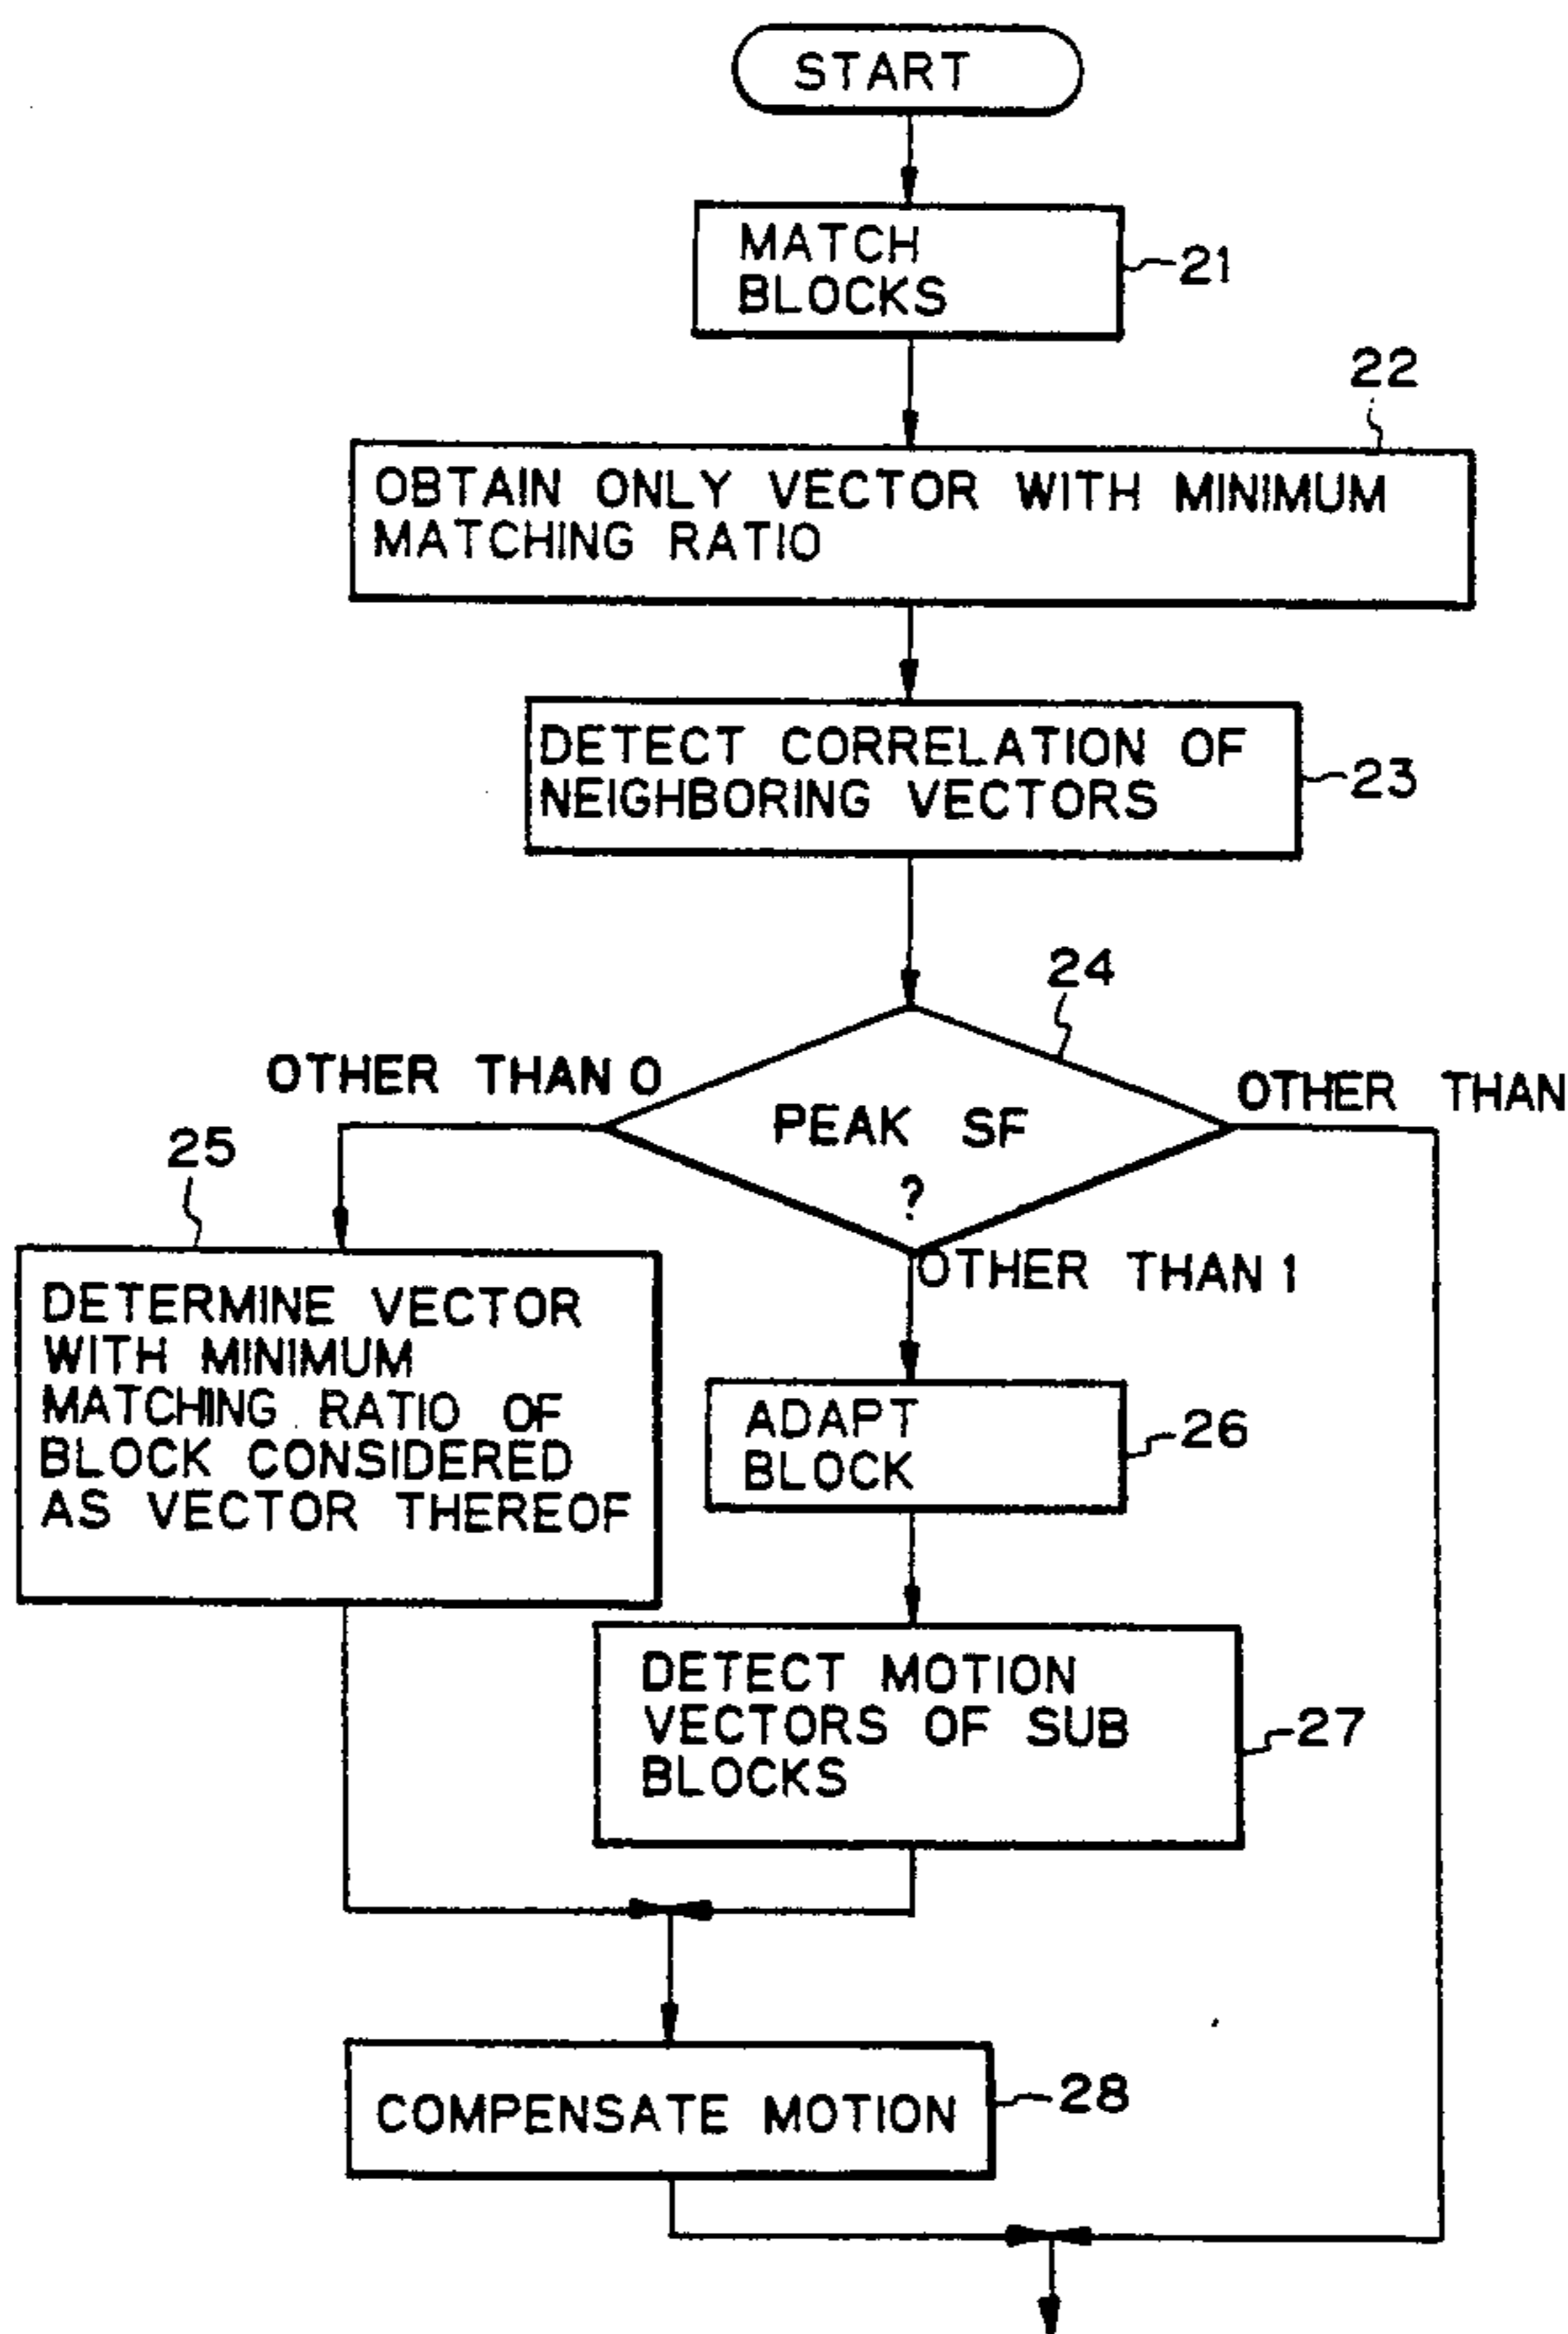 START
MATCH
BLOCKS
21
22
OBTAIN ONLY VECTOR WITH MINIMUM
MATCHING RATIO
DETECT CORRELATION OF
NEIGHBORING VECTORS
23
24
OTHER THAN 0
PEAK SF
?
OTHER THAN
OTHER THAN 1
25
DETERMINE VECTOR
WITH MINIMUM
MATCHING RATIO OF
BLOCK CONSIDERED
AS VECTOR THEREOF
ADAPT
BLOCK
26
DETECT MOTION
VECTORS OF SUB
BLOCKS
27
COMPENSATE MOTION
28